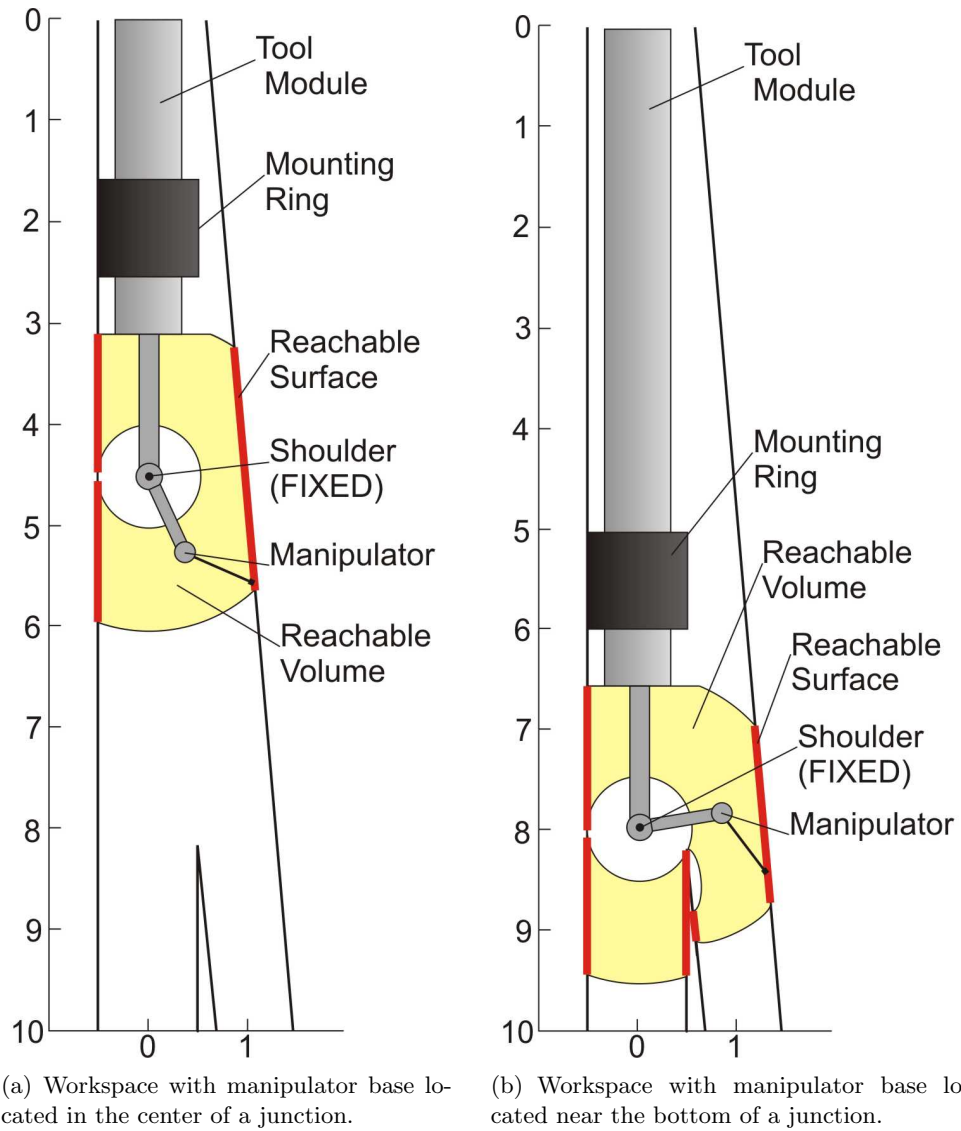 0
1
2
3
4
5
6
7
8
9
10
0
1
Tool
Module
Mounting
Ring
Reachable
Surface
Shoulder
(FIXED)
Manipulator
Reachable
Volume
(a) Workspace with manipulator base lo-
cated in the center of a junction.
0
1
2
3
4
5
6
7
8
9
10
0
1
Tool
Module
Mounting
Ring
Reachable
Volume
Reachable
Surface
Shoulder
(FIXED)
Manipulator
(b) Workspace with manipulator base lo
cated near the bottom of a junction.